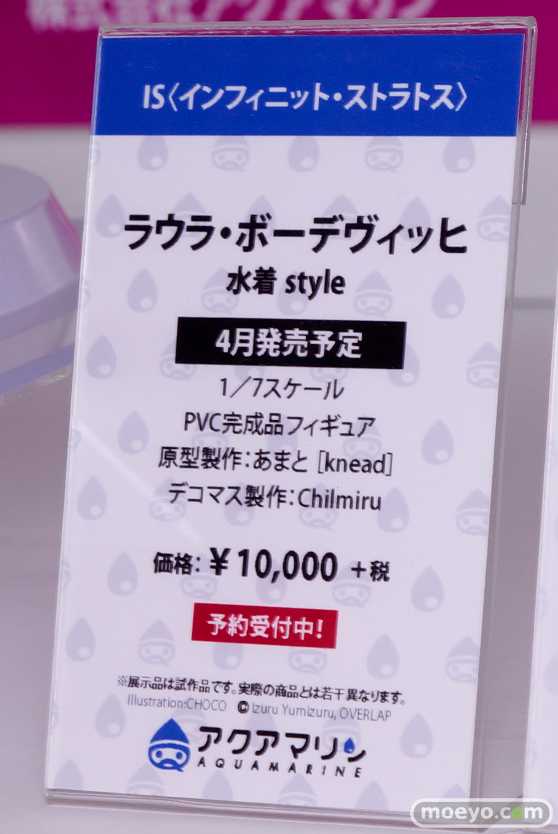 株式会社アクアマリン
IS〈インフィニット・ストラトス〉
ラウラ・ボーデヴィッヒ
水着 style
4月発売予定
1／7スケール
PVC完成品フィギュア
原型製作：あまと [knead]
デコマス製作：Chilmiru
価格：￥10,000 +税
予約受付中！
※展示品は試作品です。実際の商品とは若干異なります。
Illustration:CHOCO ©Izuru Yumizuru, OVERLAP
アクアマリン
AQUAMARINE
moeyo.com